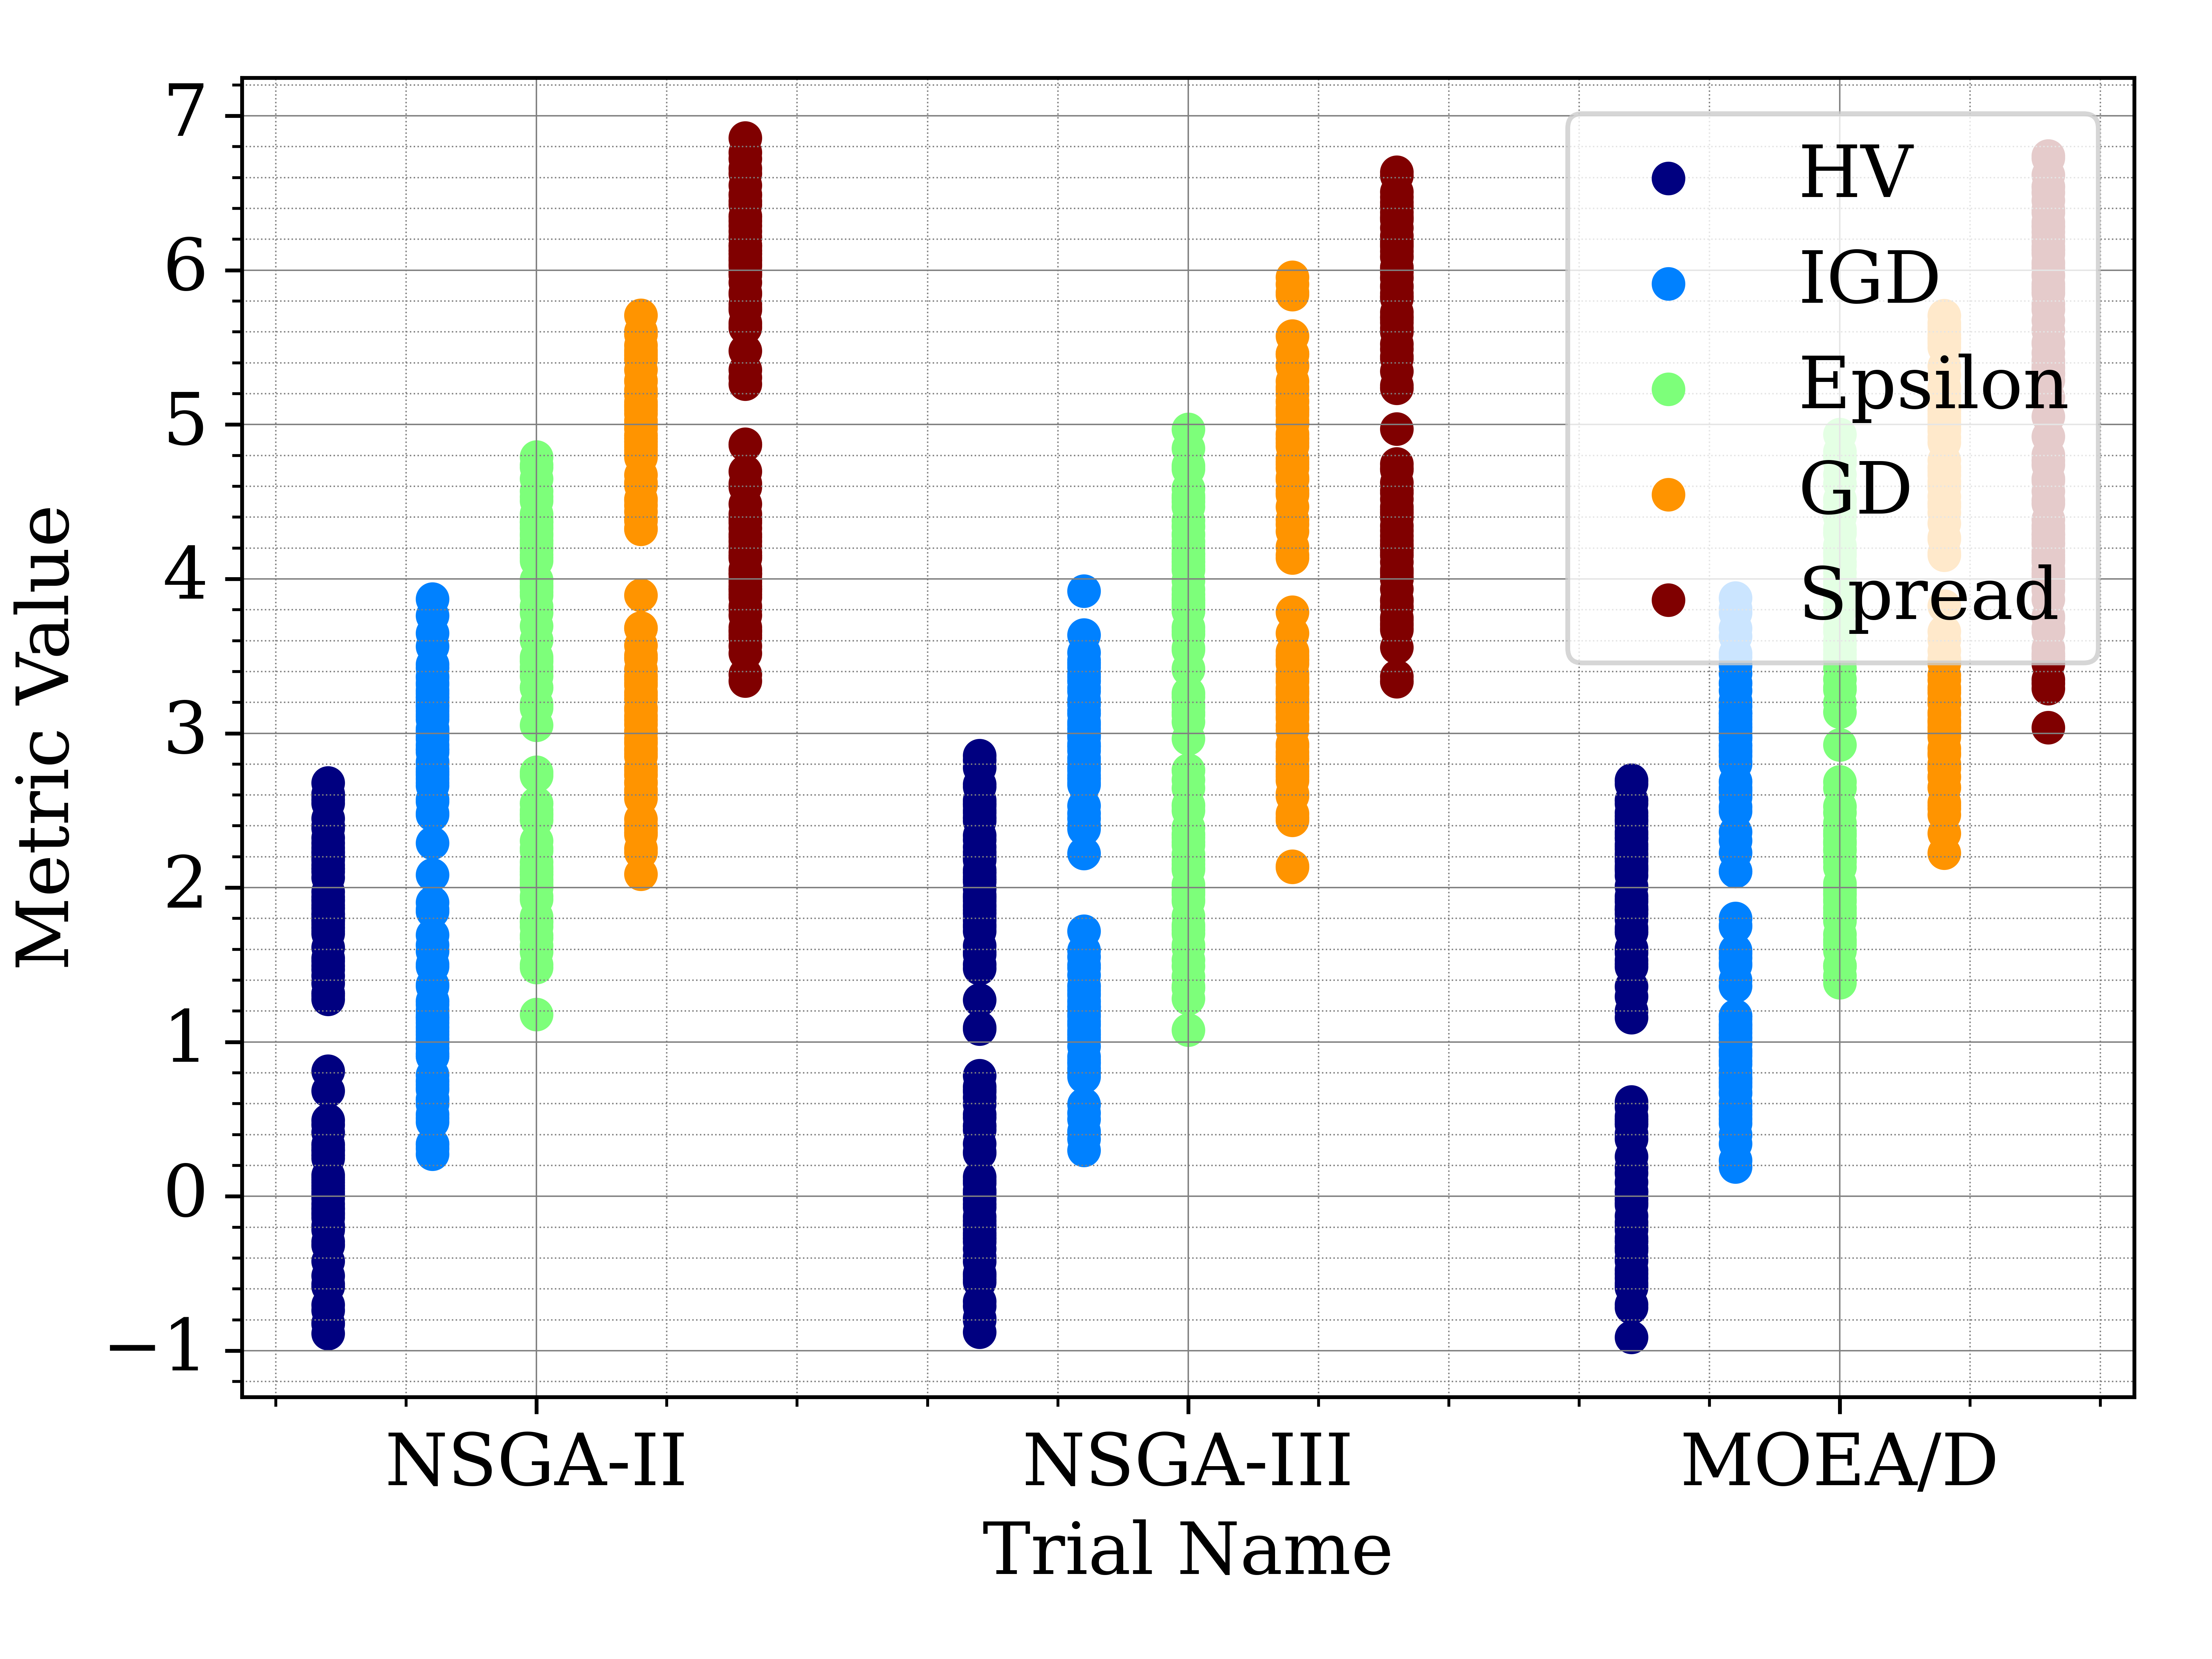 7
6
5
4
3
2
1
0
−1
Metric Value
HV
IGD
Epsilon
GD
Spread
NSGA-II
NSGA-III
MOEA/D
Trial Name